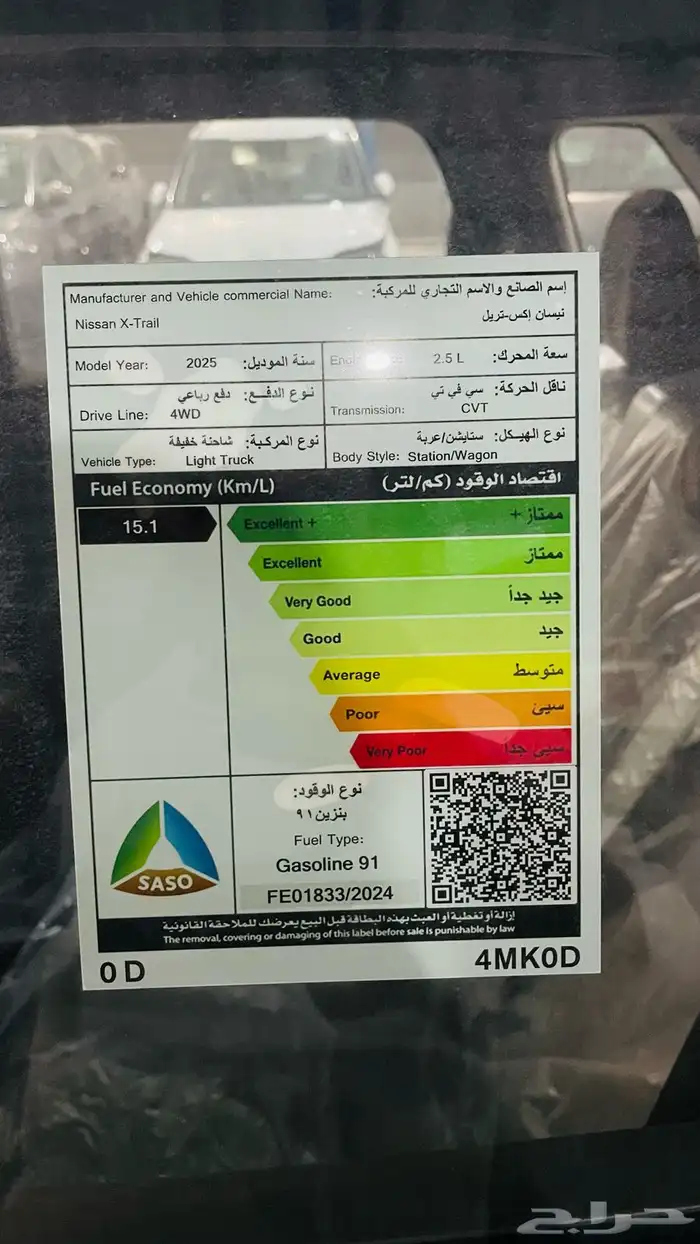 Manufacturer and Vehicle commercial Name: إسم الصانع والاسم التجاري للمركبة:
Nissan X-Trail نيسان إكس-تريل
Model Year: 2025 سنة الموديل:
2.5 L سعة المحرك:
نوع الدفع: دفع رباعي
Drive Line: 4WD
ناقل الحركة: سي في تي
Transmission: CVT
نوع المركبة: شاحنة خفيفة
Vehicle Type: Light Truck
نوع الهيكل: ستايشن/عربة
Body Style: Station/Wagon
Fuel Economy (Km/L) اقتصاد الوقود (كم/لتر)
15.1
Excellent + ممتاز +
Excellent ممتاز
Very Good جيد جداً
Good جيد
Average متوسط
Poor سيئ
Very Poor سيئ جداً
نوع الوقود:
بنزين ٩١
Fuel Type:
Gasoline 91
FE01833/2024
SASO
إزالة أو تغطية أو العبث بهذه البطاقة قبل البيع يعرضك للملاحقة القانونية
The removal, covering or damaging of this label before sale is punishable by law
0 D 4MK0D
حراج